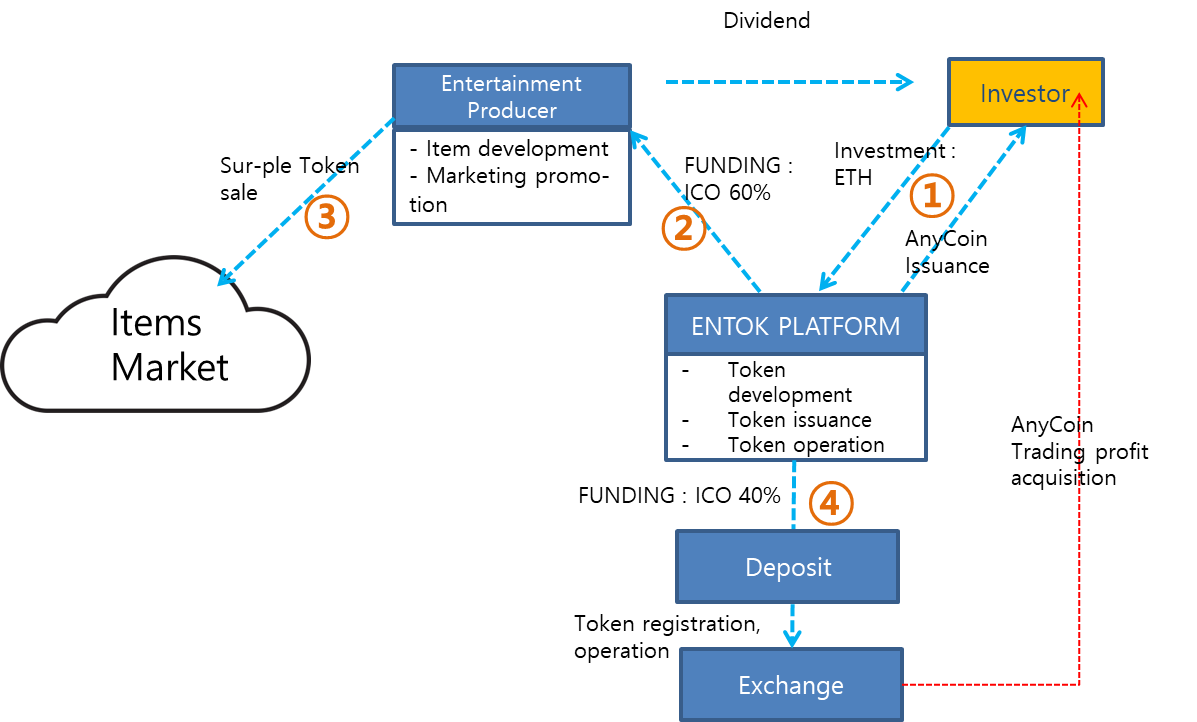 Dividend
Entertainment
Producer
- Item development
- Marketing promo-
tion
Investor
Sur-ple Token
sale
③
FUNDING :
ICO 60%
②
Investment :
ETH
①
AnyCoin
Issuance
Items
Market
ENTOK PLATFORM
- Token
development
- Token issuance
- Token operation
AnyCoin
Trading profit
acquisition
FUNDING : ICO 40%
④
Deposit
Token registration,
operation
Exchange